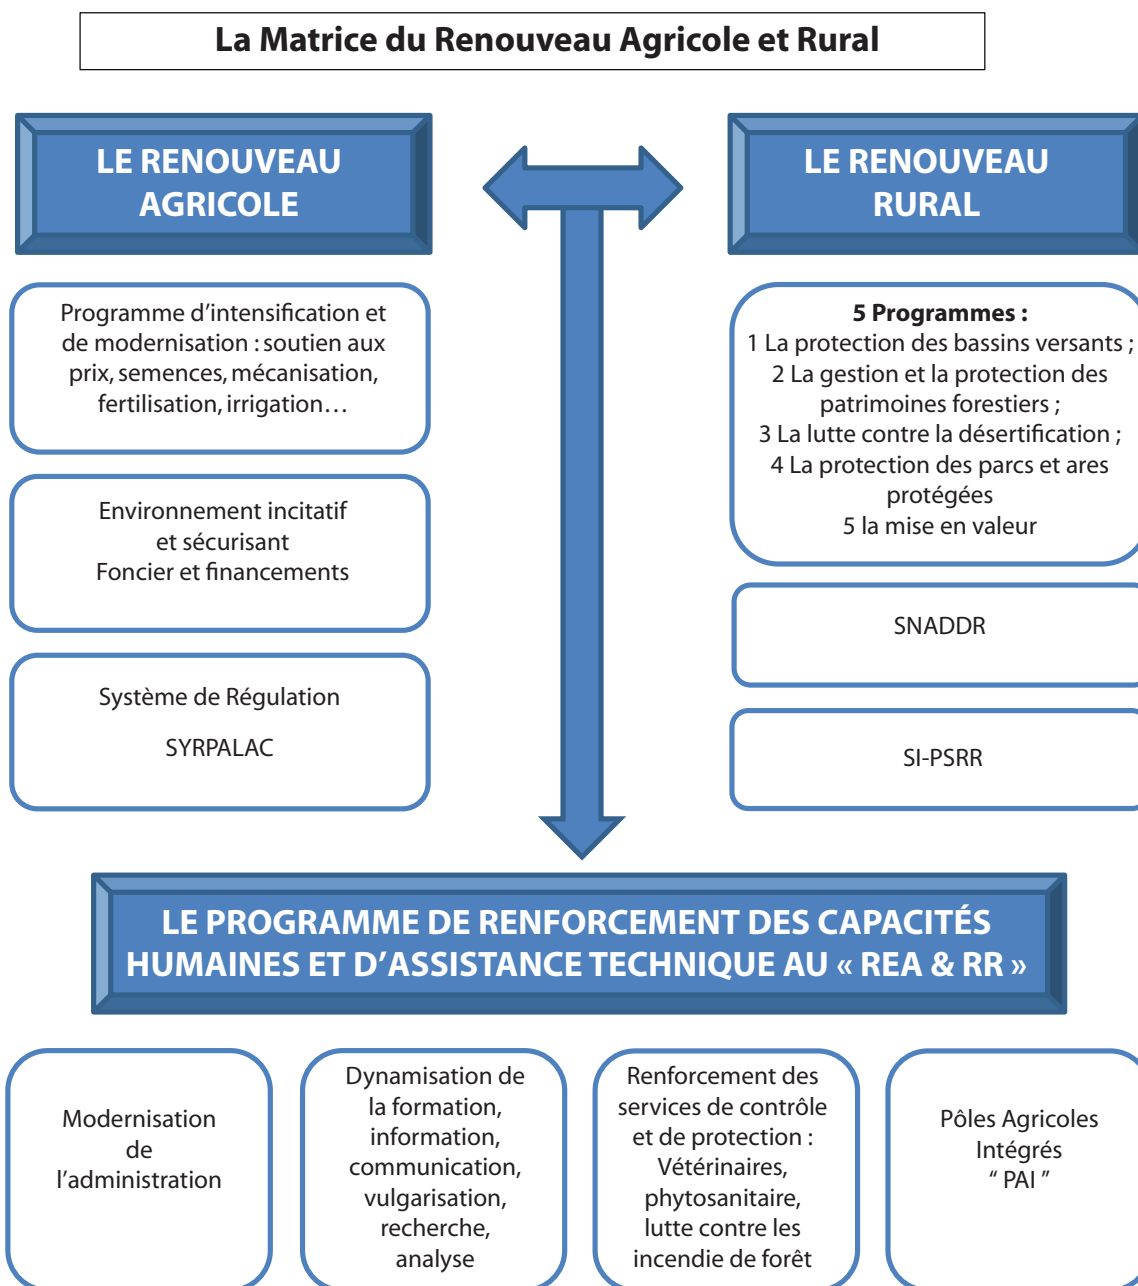 La Matrice du Renouveau Agricole et Rural
LE RENOUVEAU
AGRICOLE
Programme d’intensification et
de modernisation : soutien aux
prix, semences, mécanisation,
fertilisation, irrigation…
Environnement incitatif
et sécurisant
Foncier et financements
Système de Régulation
SYRPALAC
LE RENOUVEAU
RURAL
5 Programmes :
1 La protection des bassins versants ;
2 La gestion et la protection des
patrimoines forestiers ;
3 La lutte contre la désertification ;
4 La protection des parcs et ares
protégées
5 la mise en valeur
SNADDR
SI-PSRR
LE PROGRAMME DE RENFORCEMENT DES CAPACITÉS
HUMAINES ET D’ASSISTANCE TECHNIQUE AU « REA & RR »
Modernisation
de
l’administration
Dynamisation de
la formation,
information,
communication,
vulgarisation,
recherche,
analyse
Renforcement des
services de contrôle
et de protection :
Vétérinaires,
phytosanitaire,
lutte contre les
incendie de forêt
Pôles Agricoles
Intégrés
“ PAI ”